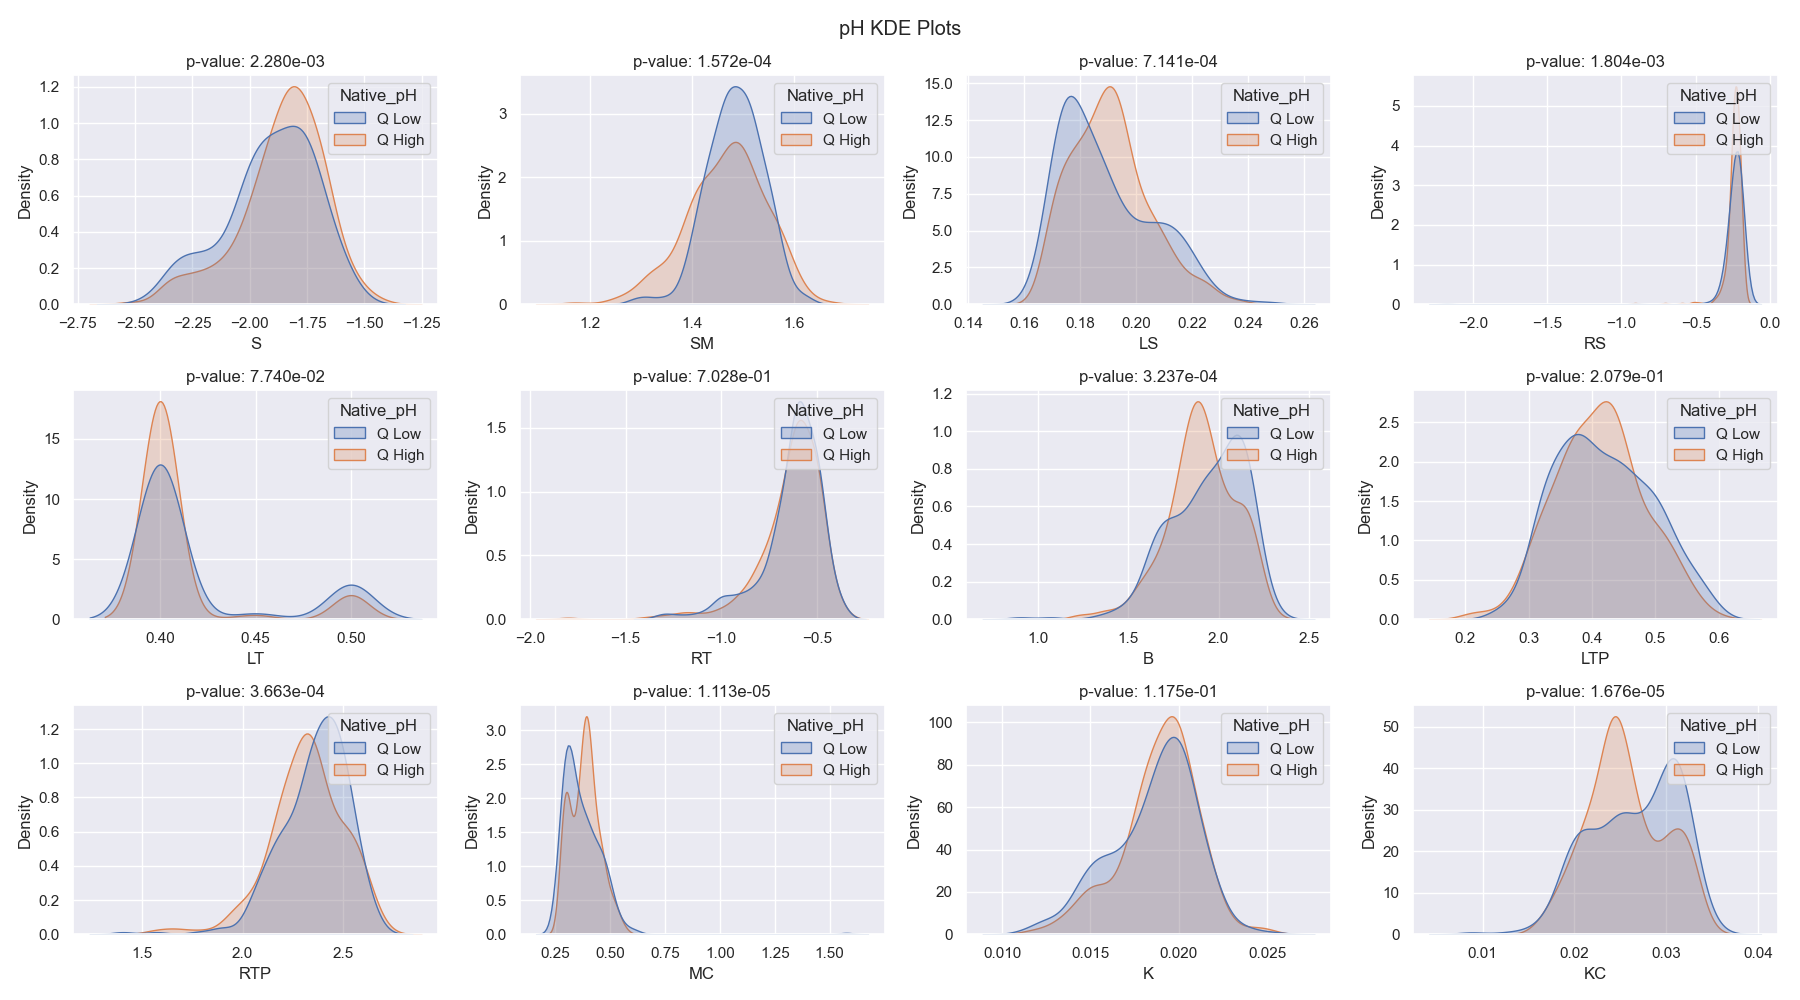 pH KDE Plots
p-value: 2.280e-03
Density
1.2
1.0
0.8
0.6
0.4
0.2
0.0
Native_pH
Q Low
Q High
−2.75 −2.50 −2.25 −2.00 −1.75 −1.50 −1.25
S
p-value: 1.572e-04
Density
3
2
1
0
Native_pH
Q Low
Q High
1.2 1.4 1.6
SM
p-value: 7.141e-04
Density
15.0
12.5
10.0
7.5
5.0
2.5
0.0
Native_pH
Q Low
Q High
0.14 0.16 0.18 0.20 0.22 0.24 0.26
LS
p-value: 1.804e-03
Density
5
4
3
2
1
0
Native_pH
Q Low
Q High
−2.0 −1.5 −1.0 −0.5 0.0
RS
p-value: 7.740e-02
Density
15
10
5
0
Native_pH
Q Low
Q High
0.40 0.45 0.50
LT
p-value: 7.028e-01
Density
1.5
1.0
0.5
0.0
Native_pH
Q Low
Q High
−2.0 −1.5 −1.0 −0.5
RT
p-value: 3.237e-04
Density
1.2
1.0
0.8
0.6
0.4
0.2
0.0
Native_pH
Q Low
Q High
1.0 1.5 2.0 2.5
B
p-value: 2.079e-01
Density
2.5
2.0
1.5
1.0
0.5
0.0
Native_pH
Q Low
Q High
0.2 0.3 0.4 0.5 0.6
LTP
p-value: 3.663e-04
Density
1.2
1.0
0.8
0.6
0.4
0.2
0.0
Native_pH
Q Low
Q High
1.5 2.0 2.5
RTP
p-value: 1.113e-05
Density
3.0
2.5
2.0
1.5
1.0
0.5
0.0
Native_pH
Q Low
Q High
0.25 0.50 0.75 1.00 1.25 1.50
MC
p-value: 1.175e-01
Density
100
80
60
40
20
0
Native_pH
Q Low
Q High
0.010 0.015 0.020 0.025
K
p-value: 1.676e-05
Density
50
40
30
20
10
0
Native_pH
Q Low
Q High
0.01 0.02 0.03 0.04
KC